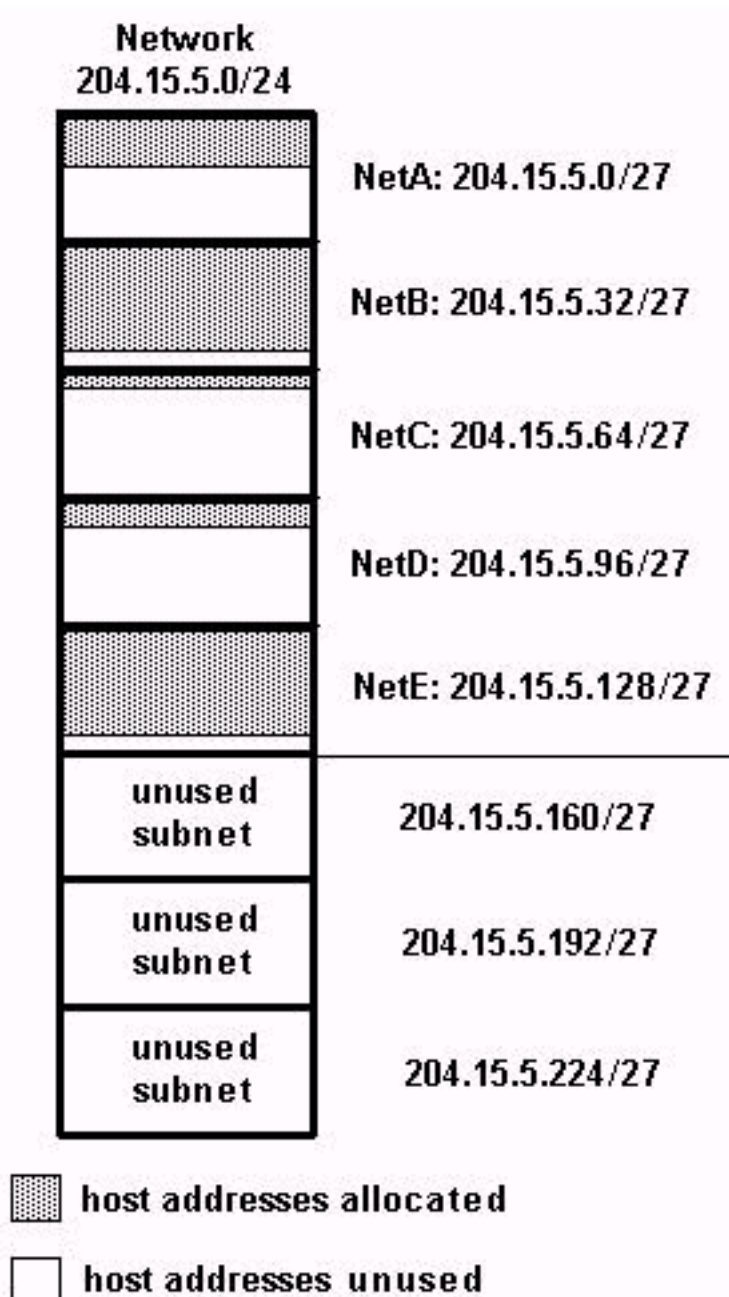 Network
204.15.5.0/24
NetA: 204.15.5.0/27
NetB: 204.15.5.32/27
NetC: 204.15.5.64/27
NetD: 204.15.5.96/27
NetE: 204.15.5.128/27
unused
subnet
204.15.5.160/27
unused
subnet
204.15.5.192/27
unused
subnet
204.15.5.224/27
host addresses allocated
host addresses unused